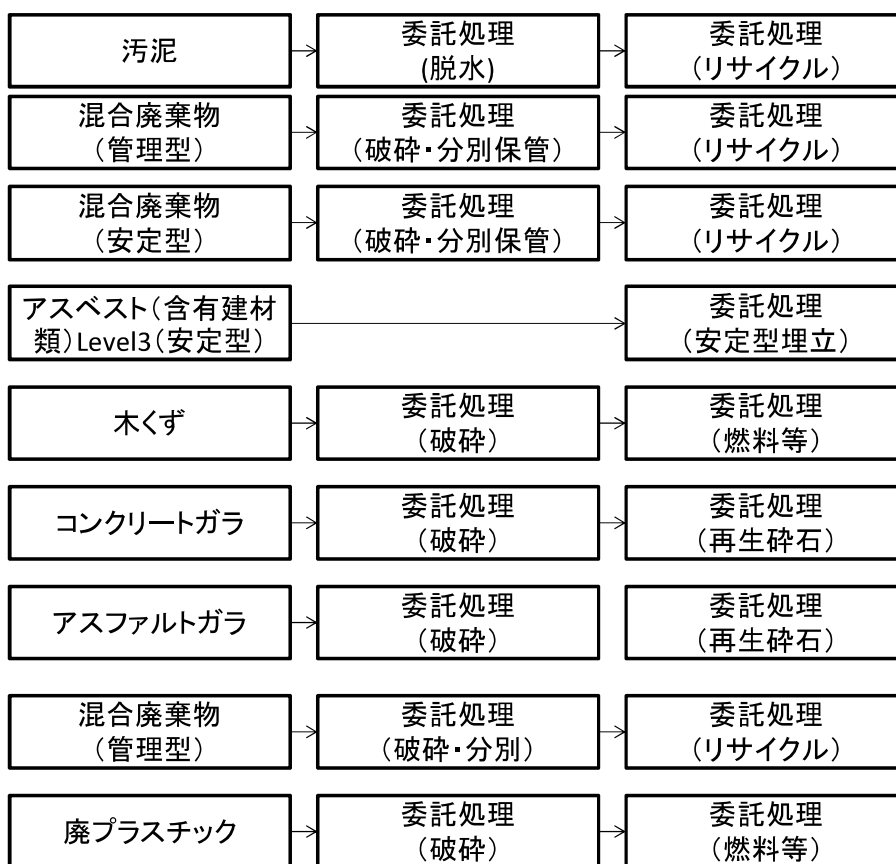 汚泥
委託処理
(脱水)
委託処理
（リサイクル）
混合廃棄物
（管理型）
委託処理
（破砕・分別保管）
委託処理
（リサイクル）
混合廃棄物
（安定型）
委託処理
（破砕・分別保管）
委託処理
（リサイクル）
アスベスト（含有建材
類）Level3（安定型）
委託処理
（安定型埋立）
木くず
委託処理
（破砕）
委託処理
（燃料等）
コンクリートガラ
委託処理
（破砕）
委託処理
（再生砕石）
アスファルトガラ
委託処理
（破砕）
委託処理
（再生砕石）
混合廃棄物
（管理型）
委託処理
（破砕・分別）
委託処理
（リサイクル）
廃プラスチック
委託処理
（破砕）
委託処理
（燃料等）